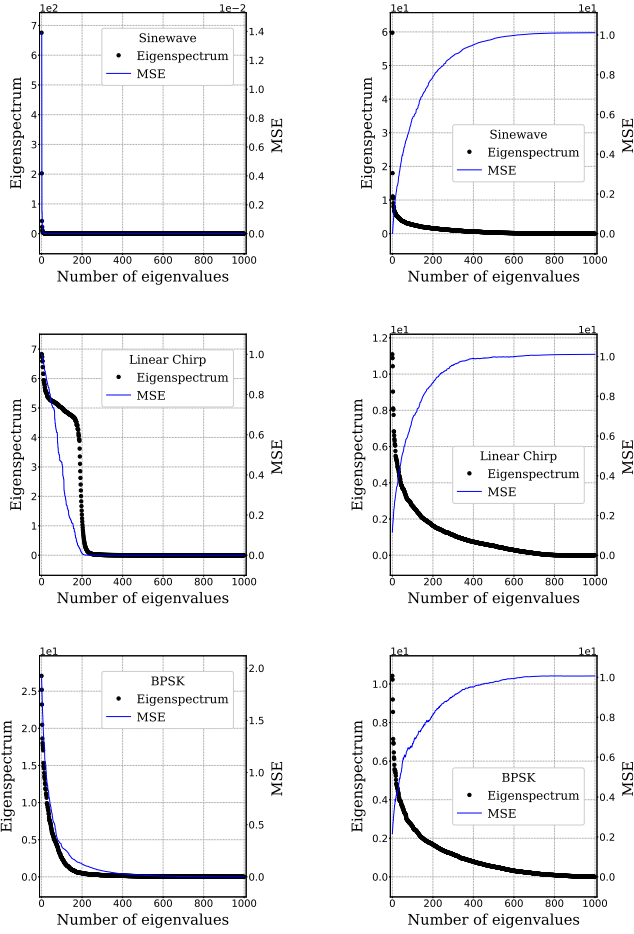 1e2 1e−2
7 6 5 4 3 2 1 0
1.4 1.2 1.0 0.8 0.6 0.4 0.2 0.0
Eigenspectrum
MSE
Sinewave
Eigenspectrum
MSE
0 200 400 600 800 1000
Number of eigenvalues
1e1 1e1
6 5 4 3 2 1 0
1.0 0.8 0.6 0.4 0.2 0.0
Eigenspectrum
MSE
Sinewave
Eigenspectrum
MSE
0 200 400 600 800 1000
Number of eigenvalues
7 6 5 4 3 2 1 0
1.0 0.8 0.6 0.4 0.2 0.0
Eigenspectrum
MSE
Linear Chirp
Eigenspectrum
MSE
0 200 400 600 800 1000
Number of eigenvalues
1e1 1e1
1.2 1.0 0.8 0.6 0.4 0.2 0.0
1.0 0.8 0.6 0.4 0.2 0.0
Eigenspectrum
MSE
Linear Chirp
Eigenspectrum
MSE
0 200 400 600 800 1000
Number of eigenvalues
1e1
2.5 2.0 1.5 1.0 0.5 0.0
2.0 1.5 1.0 0.5 0.0
Eigenspectrum
MSE
BPSK
Eigenspectrum
MSE
0 200 400 600 800 1000
Number of eigenvalues
1e1 1e1
1.0 0.8 0.6 0.4 0.2 0.0
1.0 0.8 0.6 0.4 0.2 0.0
Eigenspectrum
MSE
BPSK
Eigenspectrum
MSE
0 200 400 600 800 1000
Number of eigenvalues